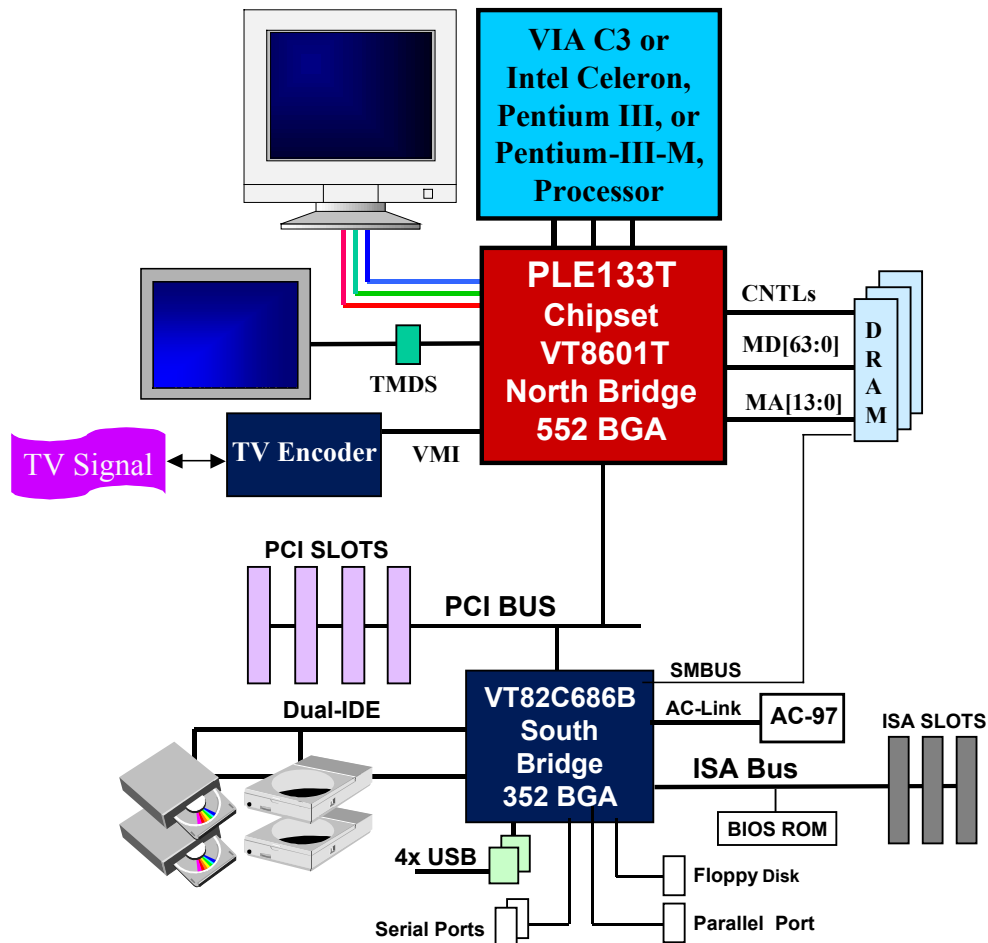 VIA C3 or
Intel Celeron,
Pentium III, or
Pentium-III-M,
Processor
PLE133T
Chipset
VT8601T
North Bridge
552 BGA
CNTLs
MD[63:0]
MA[13:0]
D
R
A
M
TMDS
TV Signal
TV Encoder
VMI
PCI SLOTS
PCI BUS
SMBUS
VT82C686B
South
Bridge
352 BGA
Dual-IDE
AC-Link
AC-97
ISA SLOTS
ISA Bus
BIOS ROM
4x USB
Floppy Disk
Serial Ports
Parallel Port